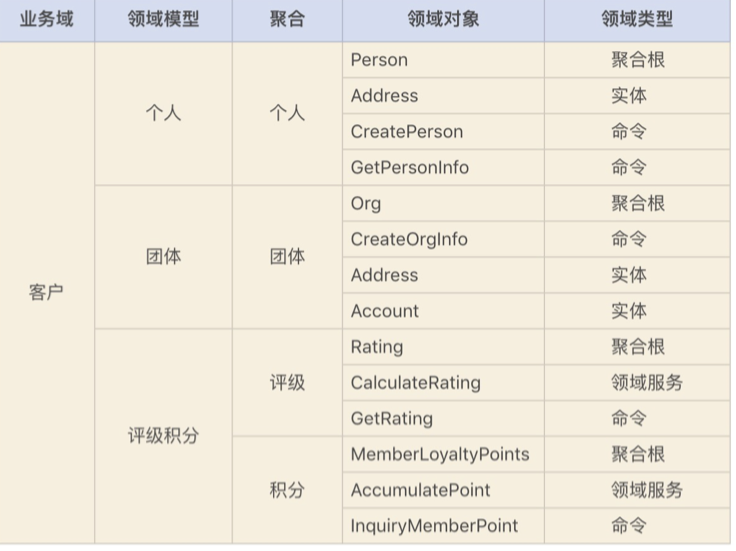 业务域 领域模型 聚合 领域对象 领域类型
Person 聚合根
Address 实体
个人 个人
CreatePerson 命令
GetPersonInfo 命令
Org 聚合根
CreateOrgInfo 命令
团体 团体
Address 实体
客户
Account 实体
Rating 聚合根
评级 CalculateRating 领域服务
GetRating 命令
评级积分
MemberLoyaltyPoints 聚合根
积分 AccumulatePoint 领域服务
InquiryMemberPoint 命令